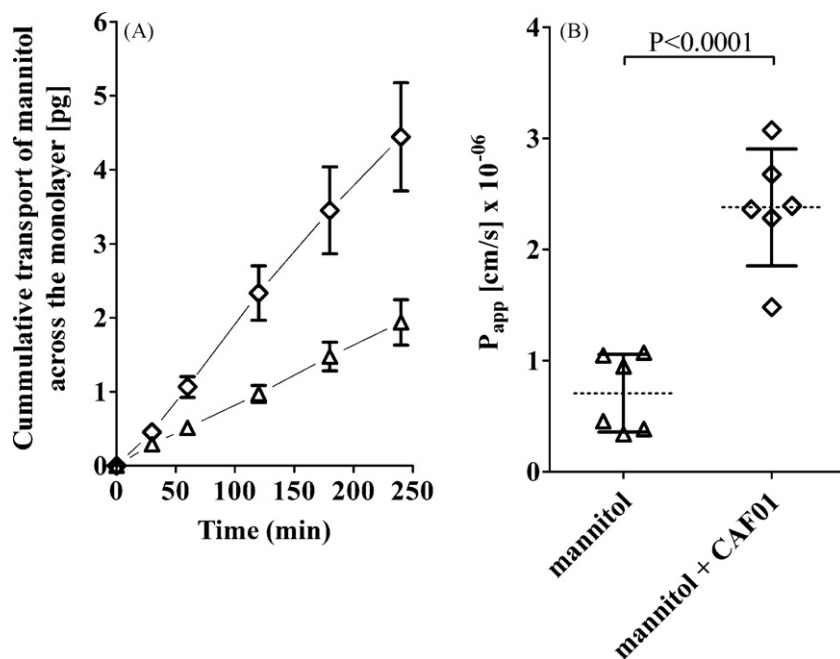 (A)
Cummulative transport of mannitol
across the monolayer [pg]
6
5
4
3
2
1
0
0 50 100 150 200 250
Time (min)
(B)
P<0.0001
P_app [cm/s] x 10^-06
4
3
2
1
0
mannitol
mannitol + CAF01